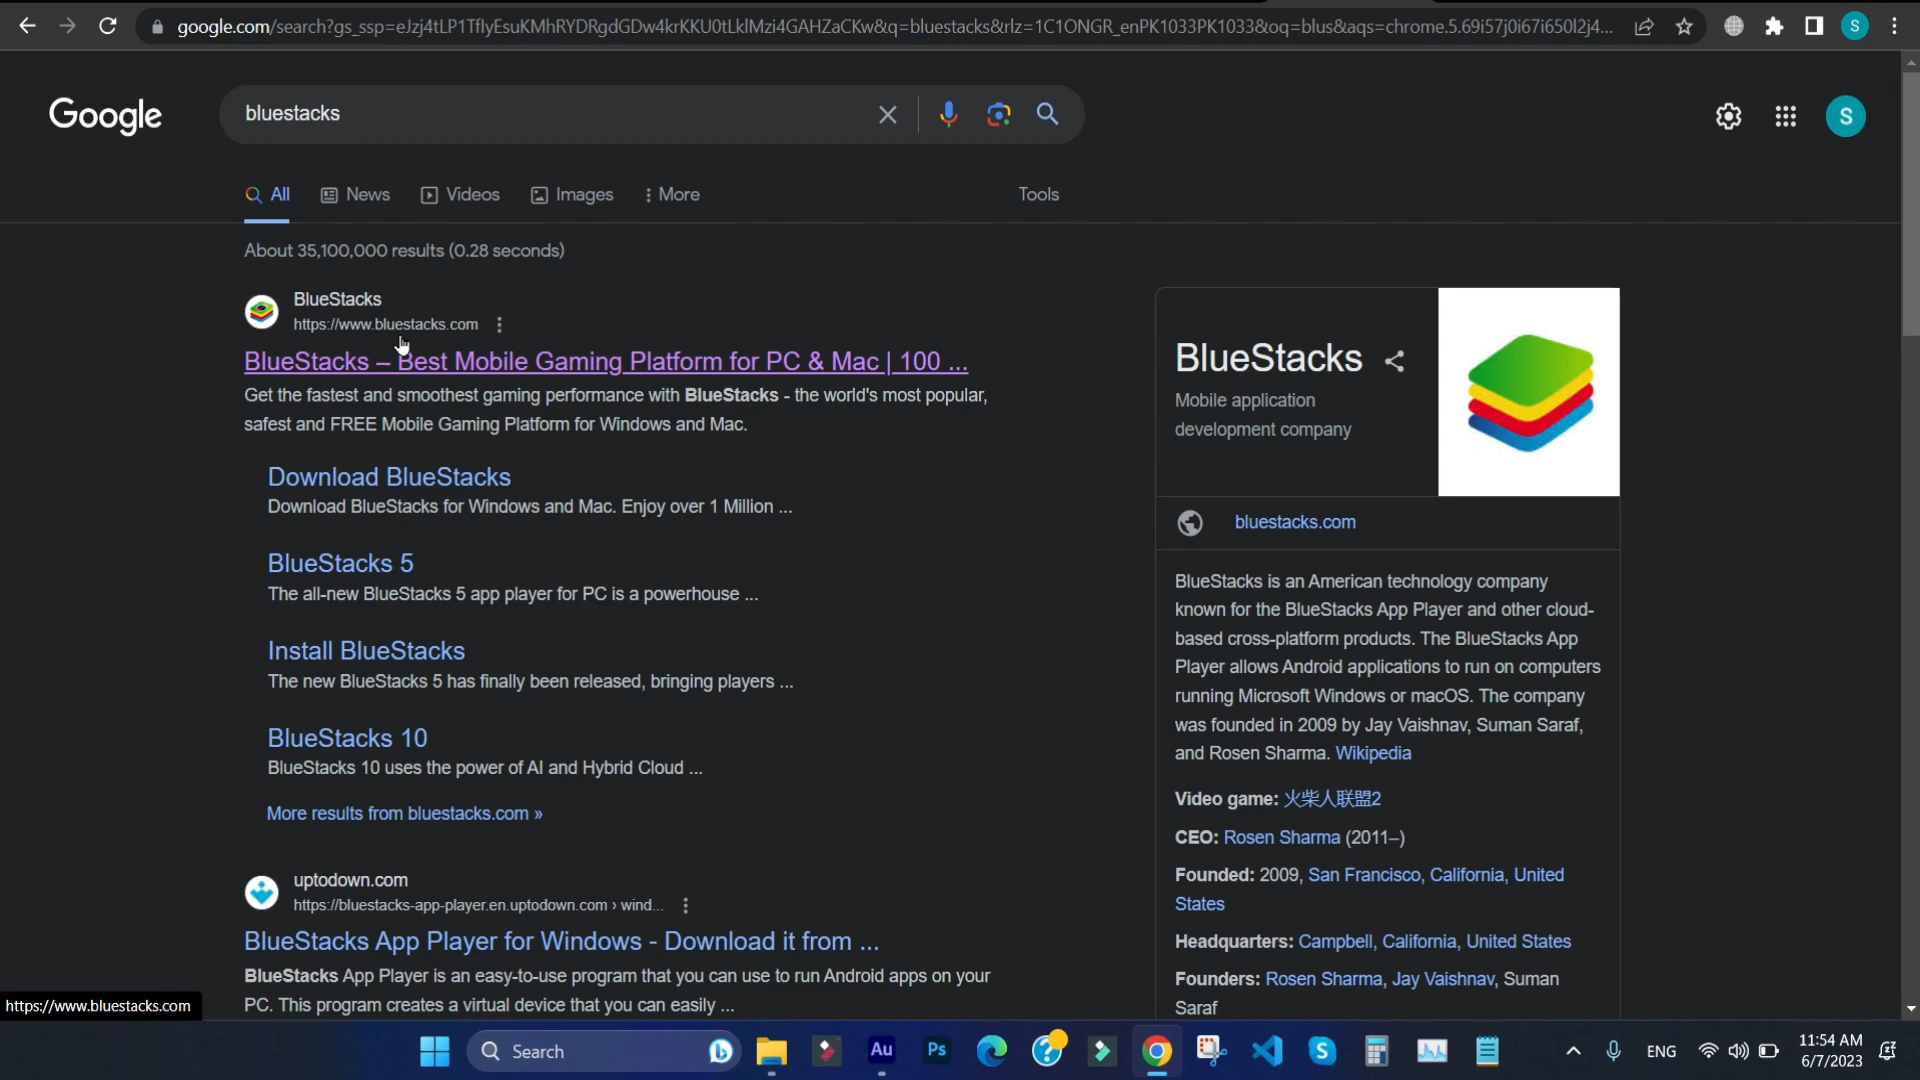 google.com/search?gs_ssp=eJzj4tLP1TflyEsuKMhRYDRgdGDw4krKKU0tLklMzi4GAHZaCKw&q=bluestacks&rlz=1C1ONGR_enPK1033PK1033&oq=blus&aqs=chrome.5.69i57j0i67i650l2j4...
S
Google
bluestacks
S
All
News
Videos
Images
More
Tools
About 35,100,000 results (0.28 seconds)
BlueStacks
https://www.bluestacks.com
BlueStacks – Best Mobile Gaming Platform for PC & Mac | 100 ...
Get the fastest and smoothest gaming performance with BlueStacks - the world's most popular,
safest and FREE Mobile Gaming Platform for Windows and Mac.
Download BlueStacks
Download BlueStacks for Windows and Mac. Enjoy over 1 Million ...
BlueStacks 5
The all-new BlueStacks 5 app player for PC is a powerhouse ...
Install BlueStacks
The new BlueStacks 5 has finally been released, bringing players ...
BlueStacks 10
BlueStacks 10 uses the power of AI and Hybrid Cloud ...
More results from bluestacks.com »
uptodown.com
https://bluestacks-app-player.en.uptodown.com › wind...
BlueStacks App Player for Windows - Download it from ...
BlueStacks App Player is an easy-to-use program that you can use to run Android apps on your
PC. This program creates a virtual device that you can easily ...
BlueStacks
Mobile application
development company
bluestacks.com
BlueStacks is an American technology company
known for the BlueStacks App Player and other cloud-
based cross-platform products. The BlueStacks App
Player allows Android applications to run on computers
running Microsoft Windows or macOS. The company
was founded in 2009 by Jay Vaishnav, Suman Saraf,
and Rosen Sharma. Wikipedia
Video game: 火柴人联盟2
CEO: Rosen Sharma (2011–)
Founded: 2009, San Francisco, California, United
States
Headquarters: Campbell, California, United States
Founders: Rosen Sharma, Jay Vaishnav, Suman
Saraf
https://www.bluestacks.com
Search
Au
Ps
ENG
11:54 AM
6/7/2023